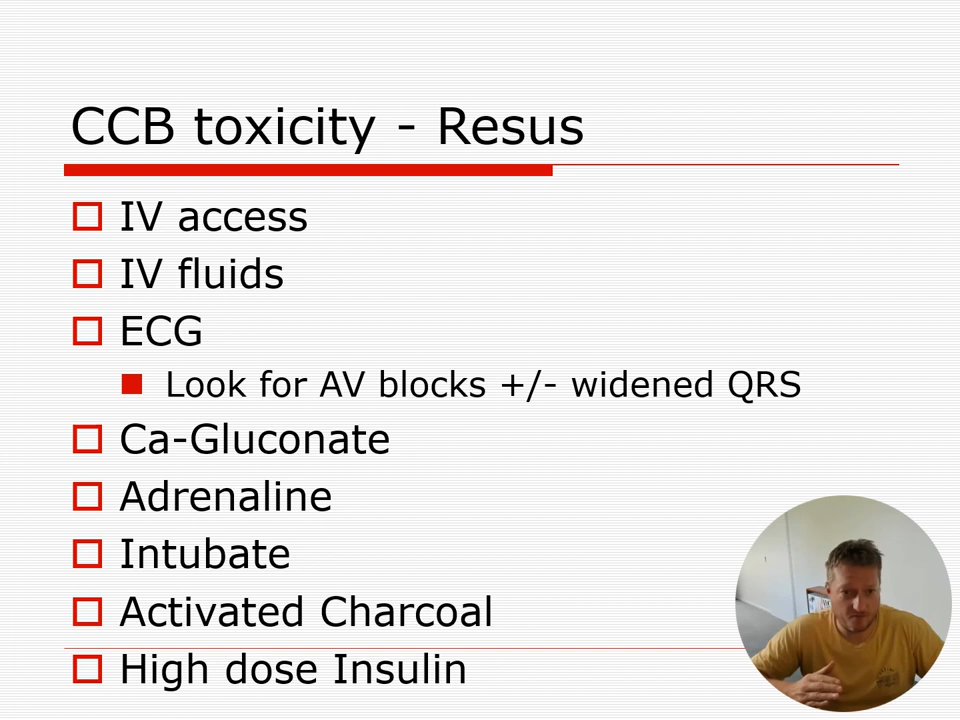 CCB toxicity - Resus
IV access
IV fluids
ECG
Look for AV blocks +/- widened QRS
Ca-Gluconate
Adrenaline
Intubate
Activated Charcoal
High dose Insulin